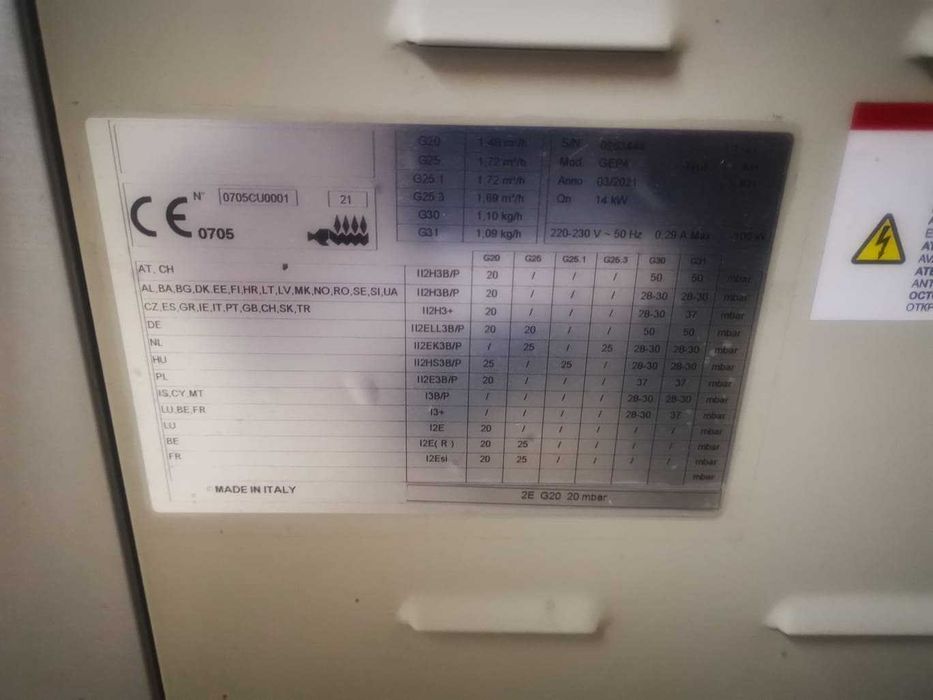 G20 1,48 m³/h S/N
G25 1,72 m³/h Mod. GEP4
G25.1 1,72 m³/h Anno 03/2021
G25.3 1,69 m³/h Qn 14 kW
G30 1,10 kg/h
G31 1,09 kg/h 220-230 V ~ 50 Hz 0,29 A Max
CE N° 0705CU0001 21
0705
G20 G25 G25.1 G25.3 G30 G31
AT, CH II2H3B/P 20 / / / 50 50 mbar
AL,BA,BG,DK,EE,FI,HR,LT,LV,MK,NO,RO,SE,SI,UA II2H3B/P 20 / / / 28-30 28-30 mbar
CZ,ES,GR,IE,IT,PT,GB,CH,SK,TR II2H3+ 20 / / / 28-30 37 mbar
DE II2ELL3B/P 20 20 / / 50 50 mbar
NL II2EK3B/P / 25 / 25 28-30 28-30 mbar
HU II2HS3B/P 25 / 25 / 28-30 28-30 mbar
PL II2E3B/P 20 / / / 37 37 mbar
IS,CY,MT I3B/P / / / / 28-30 28-30 mbar
LU,BE,FR I3+ / / / / 28-30 37 mbar
LU I2E 20 / / / / / mbar
BE I2E( R ) 20 25 / / / / mbar
FR I2Esi 20 25 / / / / mbar
mbar
MADE IN ITALY 2E G20 20 mbar